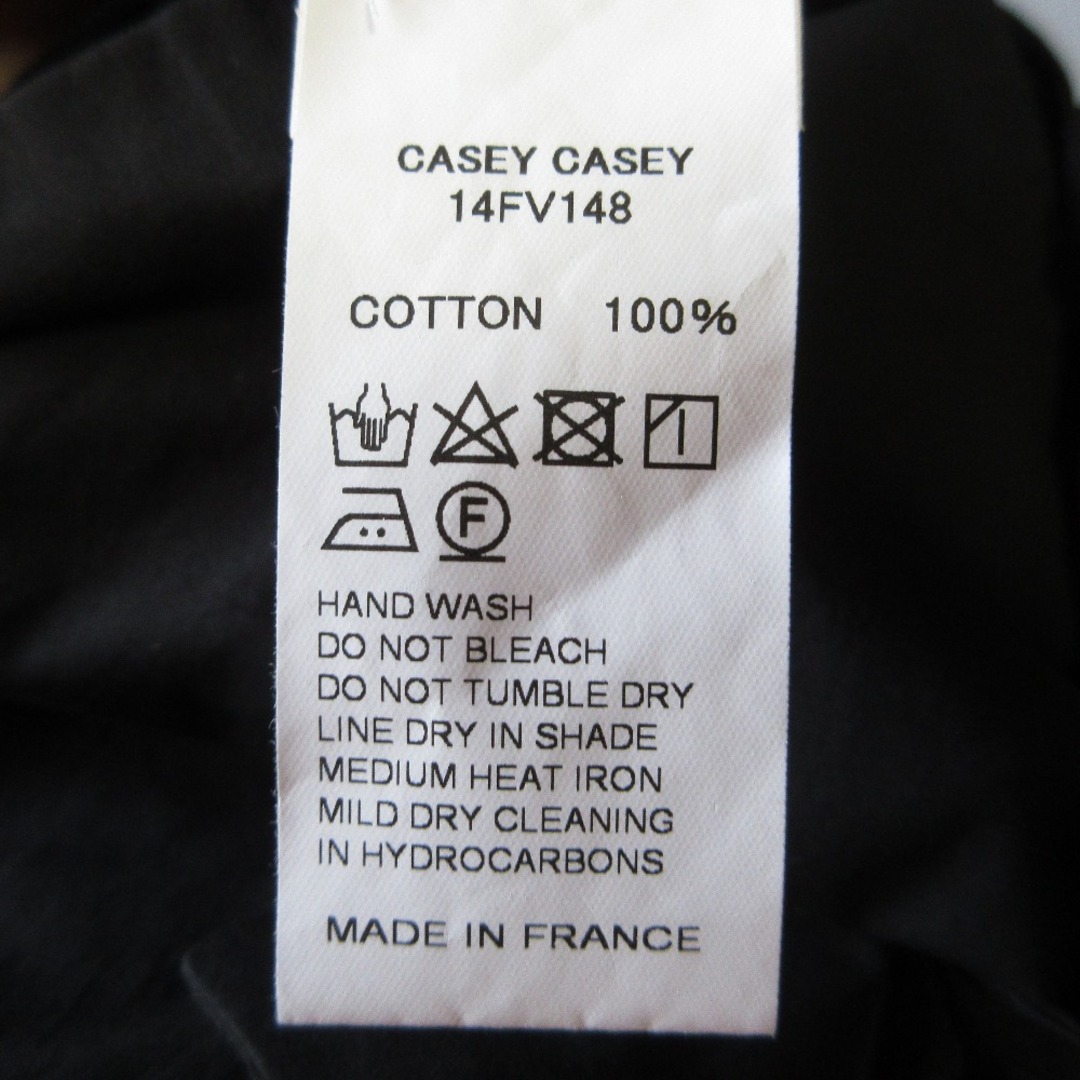 CASEY CASEY
14FV148
COTTON 100%
F
HAND WASH
DO NOT BLEACH
DO NOT TUMBLE DRY
LINE DRY IN SHADE
MEDIUM HEAT IRON
MILD DRY CLEANING
IN HYDROCARBONS
MADE IN FRANCE